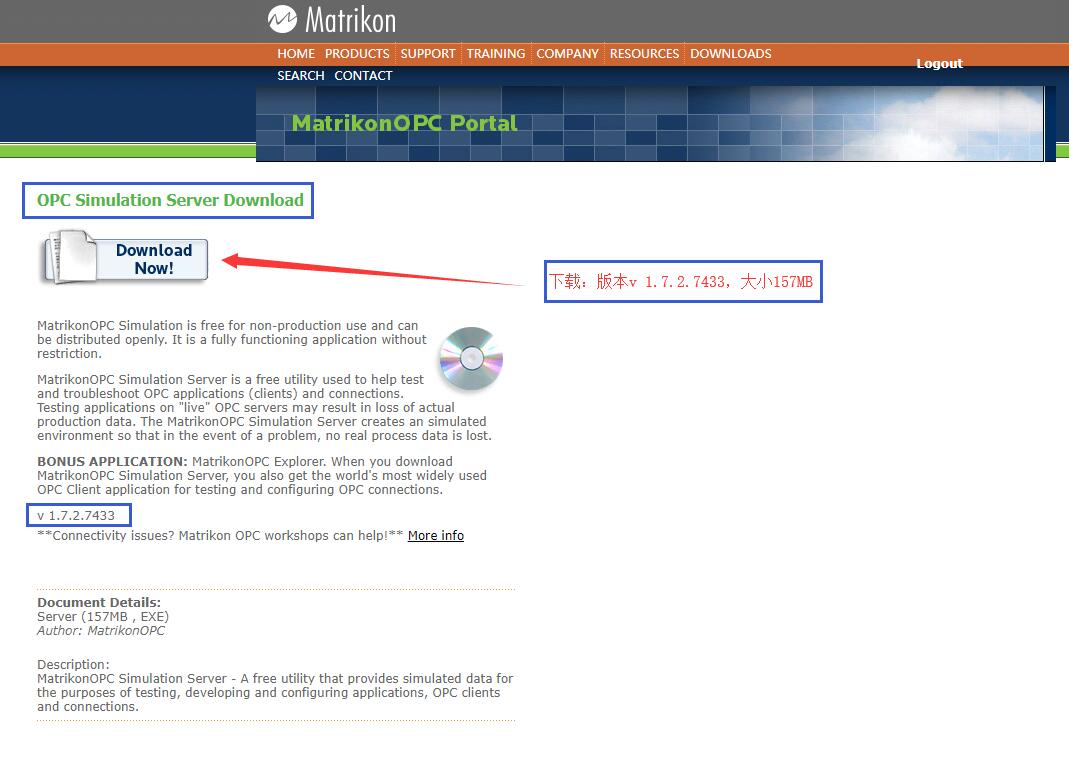 Matrikon
HOME PRODUCTS SUPPORT TRAINING COMPANY RESOURCES DOWNLOADS
Logout
SEARCH CONTACT
MatrikonOPC Portal
OPC Simulation Server Download
Download
Now!
下载：版本v 1.7.2.7433，大小157MB
MatrikonOPC Simulation is free for non-production use and can
be distributed openly. It is a fully functioning application without
restriction.
MatrikonOPC Simulation Server is a free utility used to help test
and troubleshoot OPC applications (clients) and connections.
Testing applications on "live" OPC servers may result in loss of actual
production data. The MatrikonOPC Simulation Server creates an simulated
environment so that in the event of a problem, no real process data is lost.
BONUS APPLICATION: MatrikonOPC Explorer. When you download
MatrikonOPC Simulation Server, you also get the world's most widely used
OPC Client application for testing and configuring OPC connections.
v 1.7.2.7433
**Connectivity issues? Matrikon OPC workshops can help!** More info
Document Details:
Server (157MB , EXE)
Author: MatrikonOPC
Description:
MatrikonOPC Simulation Server - A free utility that provides simulated data for
the purposes of testing, developing and configuring applications, OPC clients
and connections.